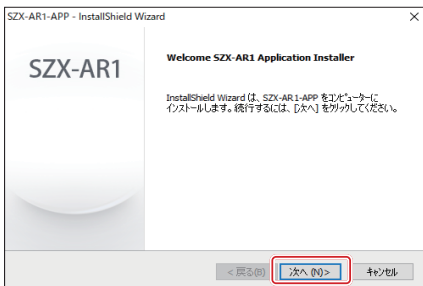 SZX-AR1-APP - InstallShield Wizard
SZX-AR1
Welcome SZX-AR1 Application Installer
InstallShield Wizard は、SZX-AR1-APP をコンピューターに
インストールします。続行するには、[次へ] をクリックしてください。
< 戻る(B)
次へ (N) >
キャンセル